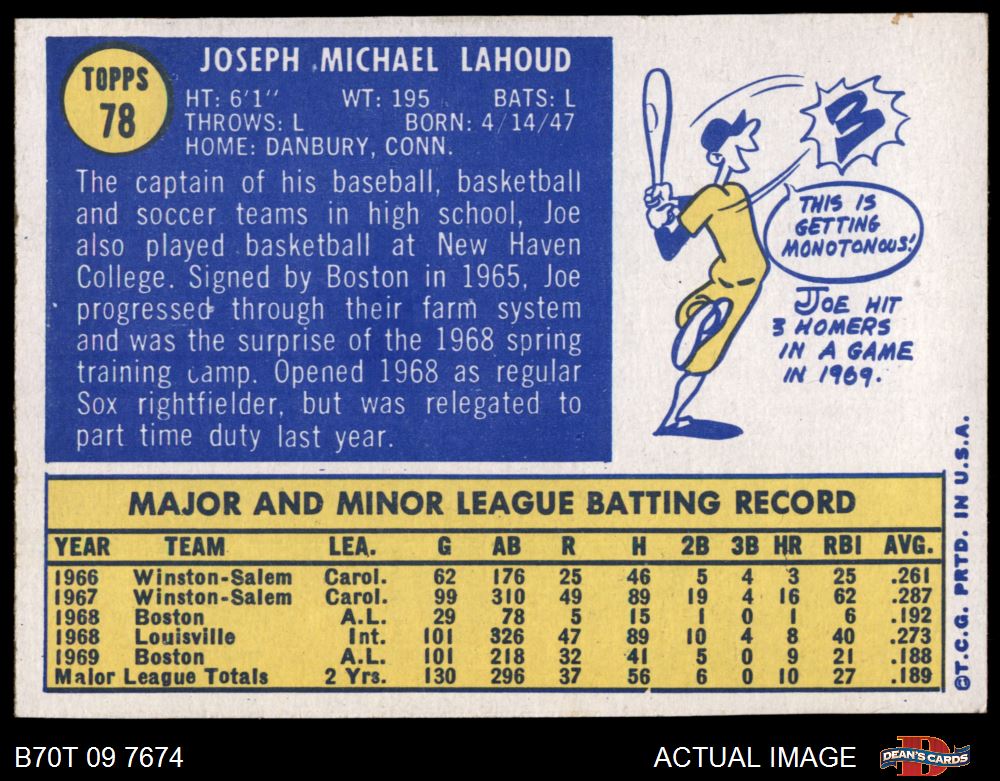 TOPPS
78
JOSEPH MICHAEL LAHOUD
HT: 6'1" WT: 195 BATS: L
THROWS: L BORN: 4/14/47
HOME: DANBURY, CONN.
The captain of his baseball, basketball
and soccer teams in high school, Joe
also played basketball at New Haven
College. Signed by Boston in 1965, Joe
progressed through their farm system
and was the surprise of the 1968 spring
training camp. Opened 1968 as regular
Sox rightfielder, but was relegated to
part time duty last year.
3
THIS IS
GETTING
MONOTONOUS!
JOE HIT
3 HOMERS
IN A GAME
IN 1969.
MAJOR AND MINOR LEAGUE BATTING RECORD
YEAR TEAM LEA. G AB R H 2B 3B HR RBI AVG.
1966 Winston-Salem Carol. 62 176 25 46 5 4 3 25 .261
1967 Winston-Salem Carol. 99 310 49 89 19 4 16 62 .287
1968 Boston A.L. 29 78 5 15 1 0 1 6 .192
1968 Louisville Int. 101 326 47 89 10 4 8 40 .273
1969 Boston A.L. 101 218 32 41 5 0 9 21 .188
Major League Totals 2 Yrs. 130 296 37 56 6 0 10 27 .189
©T.C.G. PRTD. IN U.S.A.
B70T 09 7674
ACTUAL IMAGE
D
DEAN'S CARDS